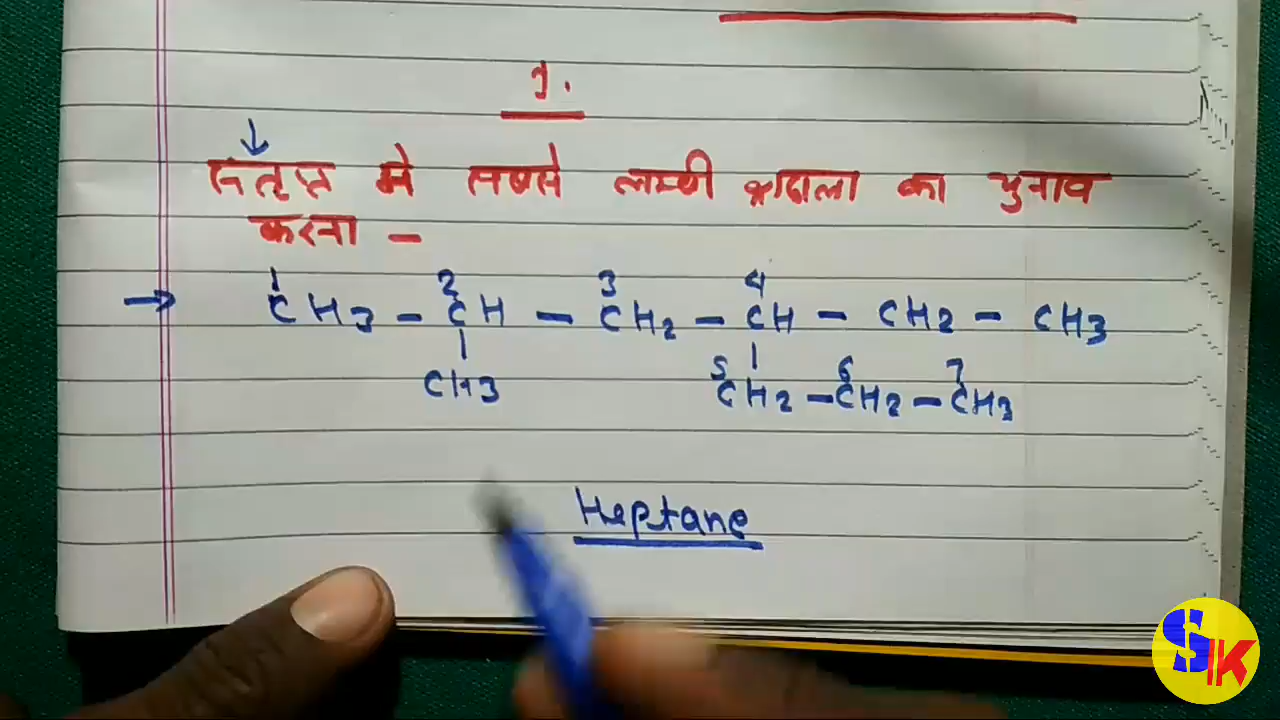 1.
संतृप्त मे सबसे लम्बी श्रृंखला का चुनाव
करना –
1 2 3 4
→ CH3 – CH – CH2 – CH – CH2 – CH3
| |
5 6 7
CH3 CH2 – CH2 – CH3
Heptane
SK